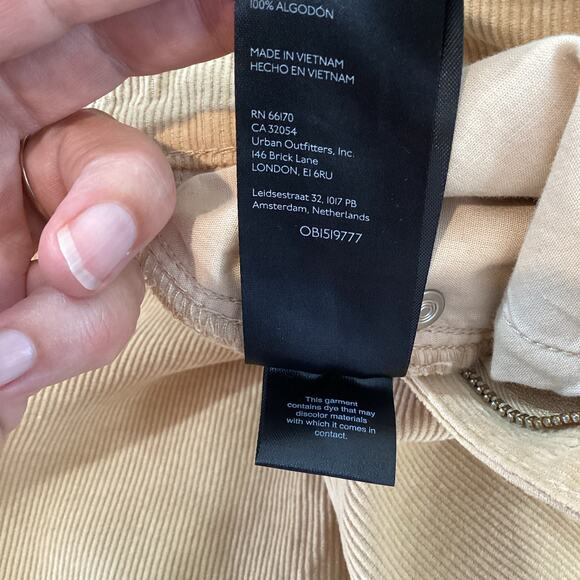 100% ALGODÓN
MADE IN VIETNAM
HECHO EN VIETNAM
RN 66170
CA 32054
Urban Outfitters, Inc.
146 Brick Lane
LONDON, E1 6RU
Leidsestraat 32, 1017 PB
Amsterdam, Netherlands
OB1519777
This garment
contains dye that may
discolor materials
with which it comes in
contact.